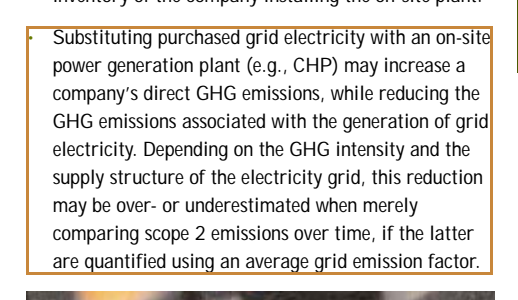 • Substituting purchased grid electricity with an on-site
power generation plant (e.g., CHP) may increase a
company's direct GHG emissions, while reducing the
GHG emissions associated with the generation of grid
electricity. Depending on the GHG intensity and the
supply structure of the electricity grid, this reduction
may be over- or underestimated when merely
comparing scope 2 emissions over time, if the latter
are quantified using an average grid emission factor.